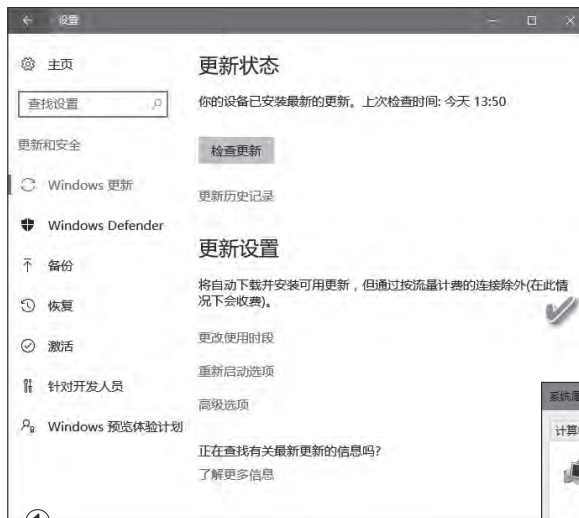 设置
主页
查找设置
更新和安全
Windows 更新
Windows Defender
备份
恢复
激活
针对开发人员
Windows 预览体验计划
更新状态
你的设备已安装最新的更新。上次检查时间: 今天 13:50
检查更新
更新历史记录
更新设置
将自动下载并安装可用更新，但通过按流量计费的连接除外(在此情
况下会收费)。
更改使用时段
重新启动选项
高级选项
正在查找有关最新更新的信息吗?
了解更多信息
系统
计算
①